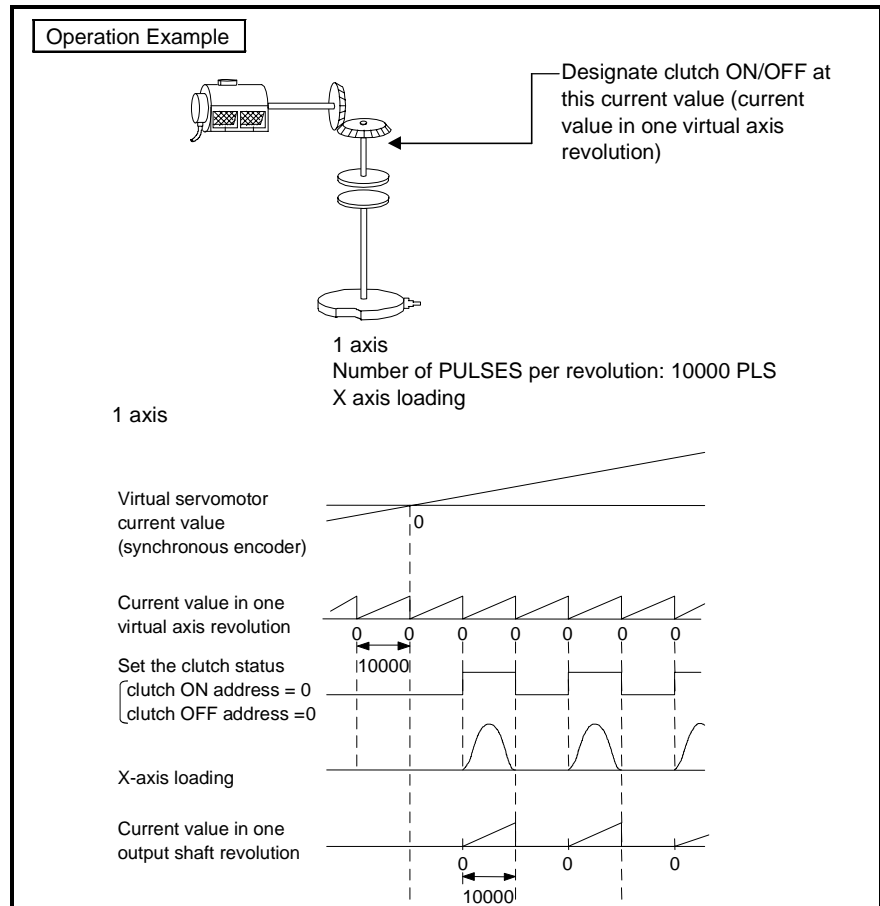 Operation Example
Designate clutch ON/OFF at
this current value (current
value in one virtual axis
revolution)
1 axis
Number of PULSES per revolution: 10000 PLS
X axis loading
1 axis
Virtual servomotor
current value
(synchronous encoder)
0
Current value in one
virtual axis revolution
0 0 0 0 0 0 0
10000
Set the clutch status
clutch ON address = 0
clutch OFF address =0
X-axis loading
Current value in one
output shaft revolution
0 0 0
10000